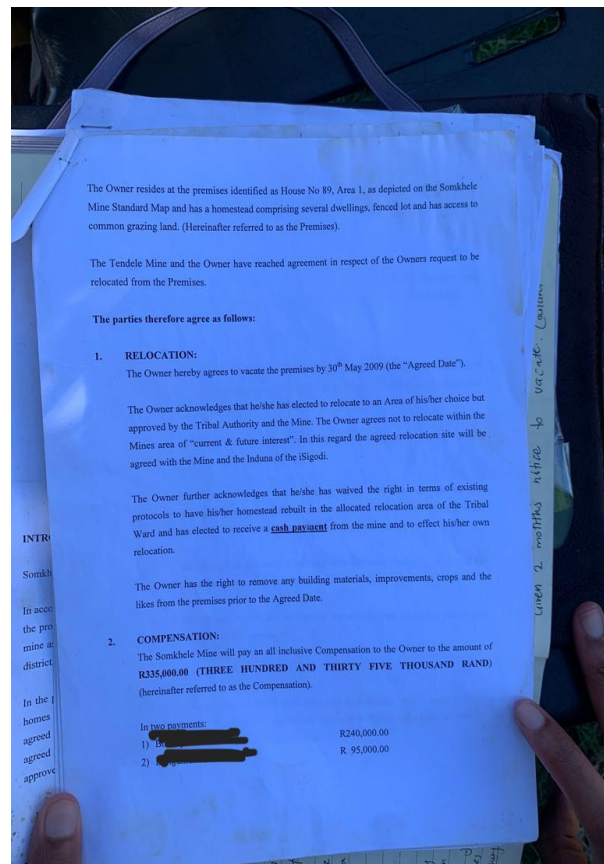 The Owner resides at the premises identified as House No 89, Area 1, as depicted on the Somkhele
Mine Standard Map and has a homestead comprising several dwellings, fenced lot and has access to
common grazing land. (Hereinafter referred to as the Premises).
The Tendele Mine and the Owner have reached agreement in respect of the Owners request to be
relocated from the Premises.
The parties therefore agree as follows:
1. RELOCATION:
The Owner hereby agrees to vacate the premises by 30th May 2009 (the “Agreed Date”).
The Owner acknowledges that he/she has elected to relocate to an Area of his/her choice but
approved by the Tribal Authority and the Mine. The Owner agrees not to relocate within the
Mines area of “current & future interest”. In this regard the agreed relocation site will be
agreed with the Mine and the Induna of the iSigodi.
The Owner further acknowledges that he/she has waived the right in terms of existing
protocols to have his/her homestead rebuilt in the allocated relocation area of the Tribal
Ward and has elected to receive a cash payment from the mine and to effect his/her own
relocation.
The Owner has the right to remove any building materials, improvements, crops and the
likes from the premises prior to the Agreed Date.
2. COMPENSATION:
The Somkhele Mine will pay an all inclusive Compensation to the Owner to the amount of
R335,000.00 (THREE HUNDRED AND THIRTY FIVE THOUSAND RAND)
(hereinafter referred to as the Compensation).
In two payments:
1) R240,000.00
2) R 95,000.00
INTR
Somkh
In acco
the pro
mine a
district
In the
homes
agreed
agreed
approve
Given 2 months notice to vacate.